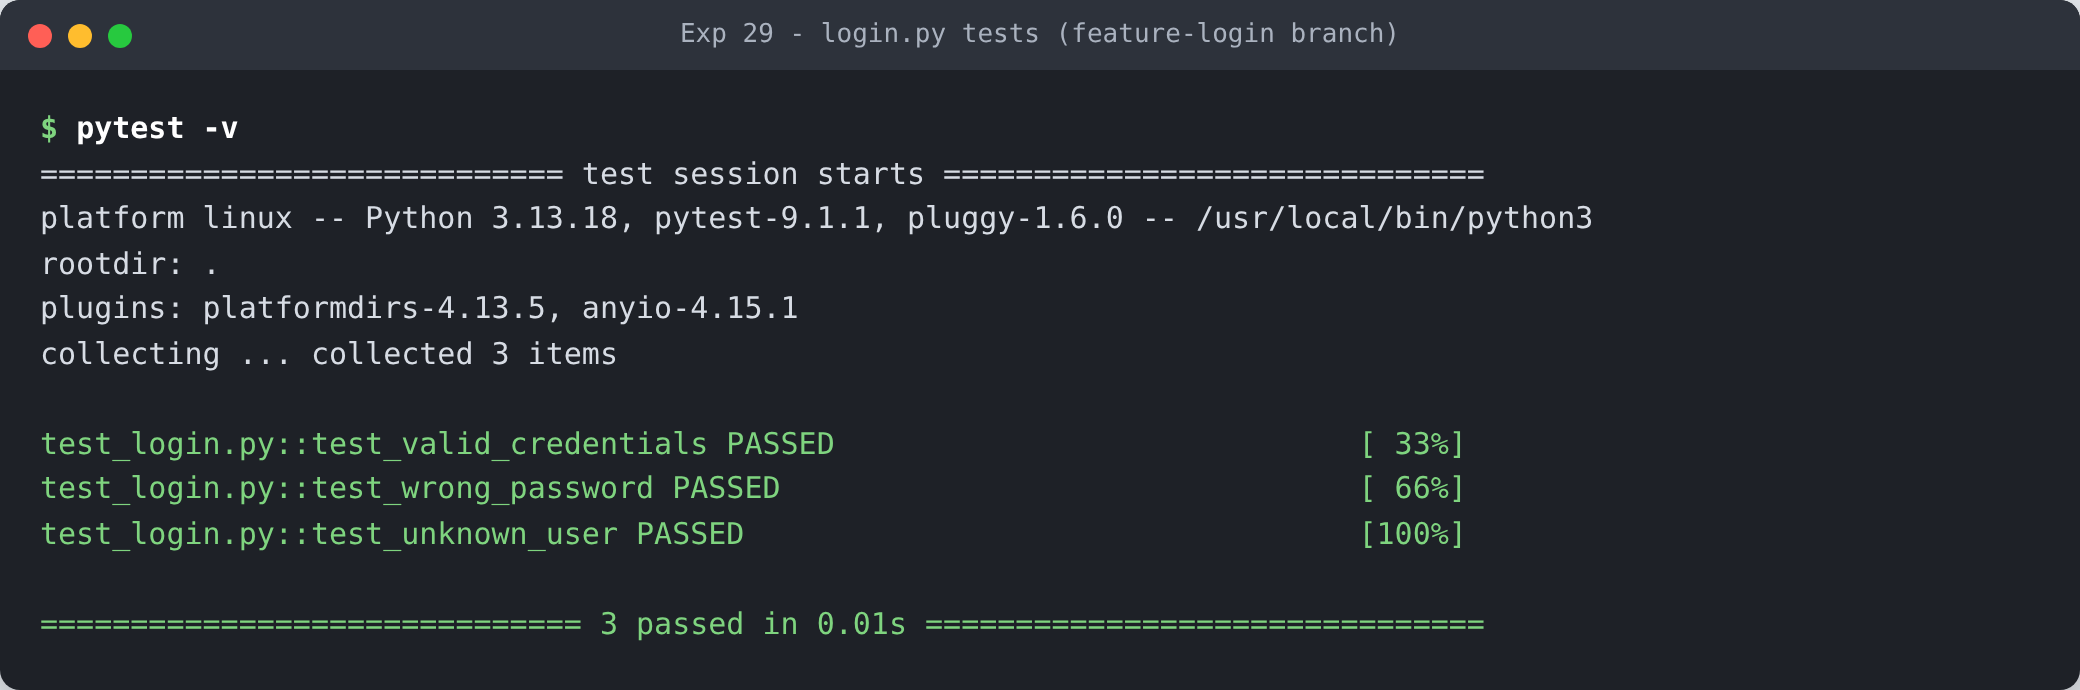 Exp 29 - login.py tests (feature-login branch)
$ pytest -v
============================= test session starts ==============================
platform linux -- Python 3.13.18, pytest-9.1.1, pluggy-1.6.0 -- /usr/local/bin/python3
rootdir: .
plugins: platformdirs-4.13.5, anyio-4.15.1
collecting ... collected 3 items
test_login.py::test_valid_credentials PASSED                             [ 33%]
test_login.py::test_wrong_password PASSED                                [ 66%]
test_login.py::test_unknown_user PASSED                                  [100%]
============================== 3 passed in 0.01s ===============================